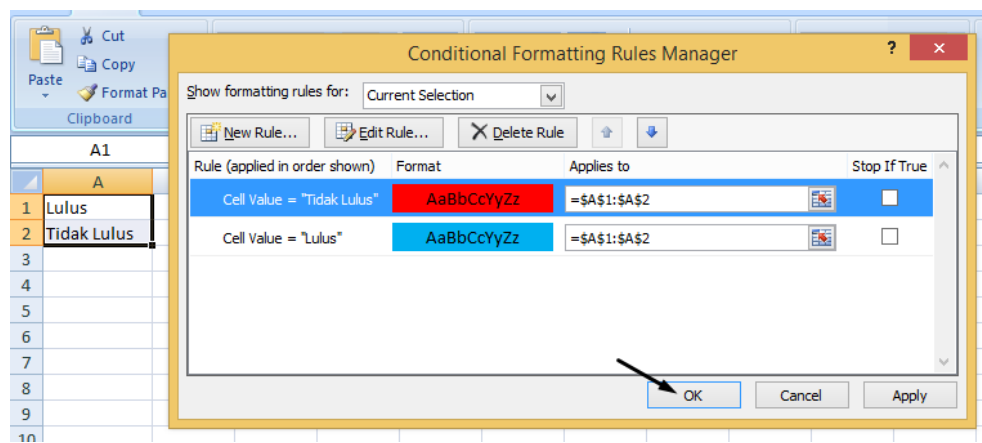 Cut
Copy
Paste
Format Pa
Clipboard
Conditional Formatting Rules Manager
?
Show formatting rules for: Current Selection
New Rule... Edit Rule... Delete Rule
Rule (applied in order shown) Format Applies to Stop If True
Cell Value = "Tidak Lulus" AaBbCcYyZz =$A$1:$A$2
Cell Value = "Lulus" AaBbCcYyZz =$A$1:$A$2
OK Cancel Apply
A1
A
1 Lulus
2 Tidak Lulus
3
4
5
6
7
8
9
10